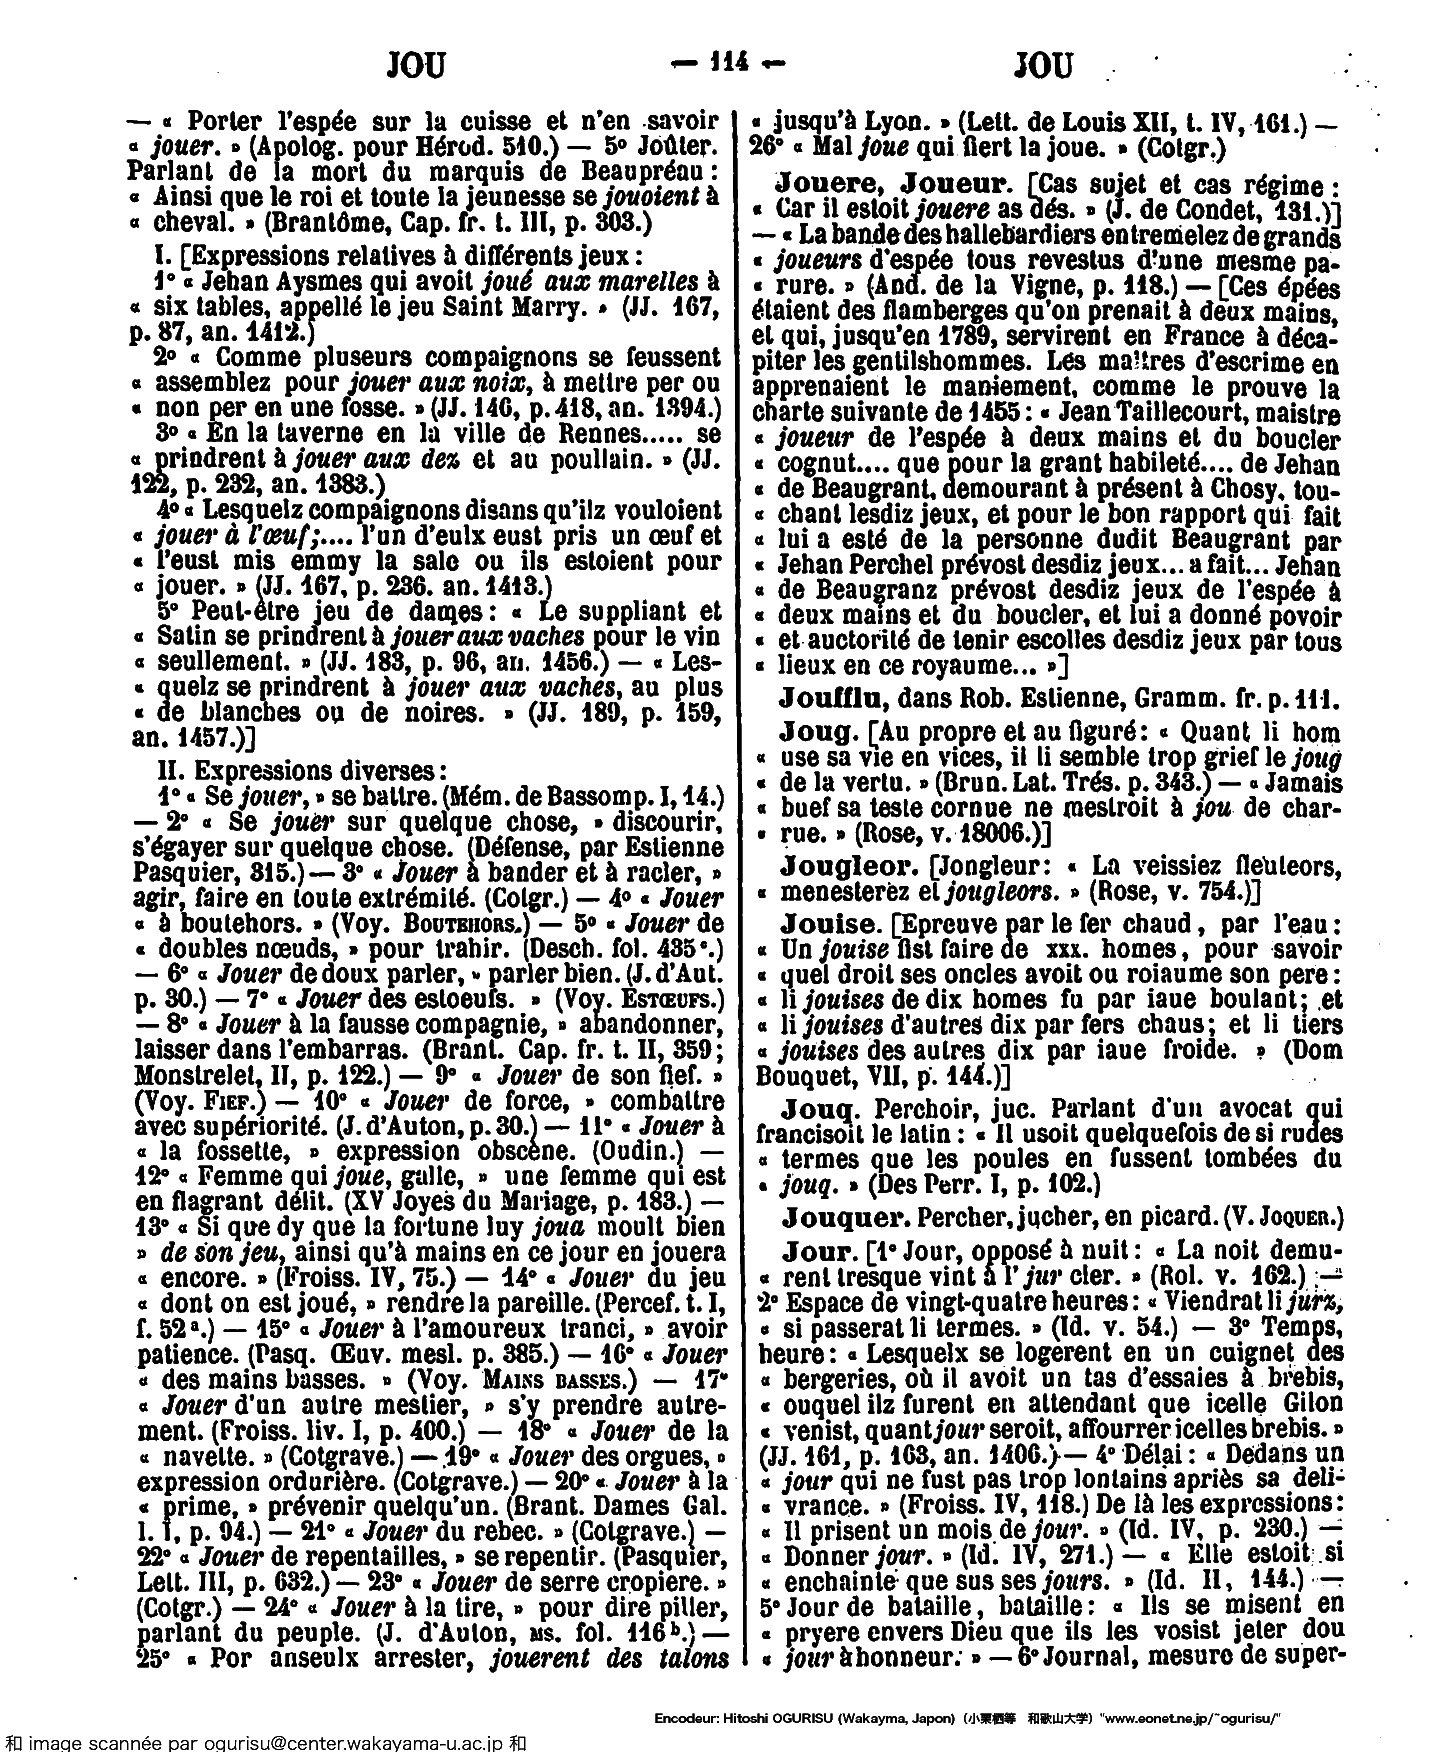 JOU — 114 — JOU
— « Porter l'espée sur la cuisse et n'en savoir
« jouer. » (Apolog. pour Hérod. 510.) — 5º Joûter.
Parlant de la mort du marquis de Beaupréau :
« Ainsi que le roi et toute la jeunesse se jouoient à
« cheval. » (Brantôme, Cap. fr. t. III, p. 303.)
I. [Expressions relatives à différents jeux :
1º « Jehan Aysmes qui avoit joué aux marelles à
« six tables, appellé le jeu Saint Marry. » (JJ. 167,
p. 87, an. 1412.)
2º « Comme pluseurs compaignons se feussent
« assemblez pour jouer aux noix, à mettre per ou
« non per en une fosse. » (JJ. 146, p. 418, an. 1394.)
3º « En la taverne en la ville de Rennes..... se
« prindrent à jouer aux dez et au poullain. » (JJ.
122, p. 232, an. 1383.)
4º « Lesquelz compaignons disans qu'ilz vouloient
« jouer à l'œuf;.... l'un d'eulx eust pris un œuf et
« l'eust mis emmy la sale ou ils estoient pour
« jouer. » (JJ. 167, p. 236. an. 1413.)
5º Peut-être jeu de dames : « Le suppliant et
« Satin se prindrent à jouer aux vaches pour le vin
« seullement. » (JJ. 183, p. 96, an. 1456.) — « Les-
« quelz se prindrent à jouer aux vaches, au plus
« de blanches ou de noires. » (JJ. 189, p. 159,
an. 1457.)]
II. Expressions diverses :
1º « Se jouer, » se battre. (Mém. de Bassomp. I, 14.)
— 2º « Se jouer sur quelque chose, » discourir,
s'égayer sur quelque chose. (Défense, par Estienne
Pasquier, 315.) — 3º « Jouer à bander et à racler, »
agir, faire en toute extrémité. (Cotgr.) — 4º « Jouer
« à boutehors. » (Voy. BOUTEHORS.) — 5º « Jouer de
« doubles nœuds, » pour trahir. (Desch. fol. 435 c.)
— 6º « Jouer de doux parler, » parler bien. (J. d'Aut.
p. 30.) — 7º « Jouer des estoeufs. » (Voy. ESTŒUFS.)
— 8º « Jouer à la fausse compagnie, » abandonner,
laisser dans l'embarras. (Brant. Cap. fr. t. II, 359;
Monstrelet, II, p. 122.) — 9º « Jouer de son fief. »
(Voy. FIEF.) — 10º « Jouer de force, » combattre
avec supériorité. (J. d'Auton, p. 30.) — 11º « Jouer à
« la fossette, » expression obscène. (Oudin.) —
12º « Femme qui joue, galle, » une femme qui est
en flagrant délit. (XV Joyes du Mariage, p. 183.) —
13º « Si que dy que la fortune luy joua moult bien
» de son jeu, ainsi qu'à mains en ce jour en jouera
« encore. » (Froiss. IV, 75.) — 14º « Jouer du jeu
« dont on est joué, » rendre la pareille. (Percef. t. I,
f. 52 a.) — 15º « Jouer à l'amoureux tranci, » avoir
patience. (Pasq. Œuv. mesl. p. 385.) — 16º « Jouer
« des mains basses. » (Voy. MAINS BASSES.) — 17º
« Jouer d'un autre mestier, » s'y prendre autre-
ment. (Froiss. liv. I, p. 400.) — 18º « Jouer de la
« navette. » (Cotgrave.) — 19º « Jouer des orgues, »
expression ordurière. (Cotgrave.) — 20º « Jouer à la
« prime, » prévenir quelqu'un. (Brant. Dames Gal.
t. I, p. 94.) — 21º « Jouer du rebec. » (Cotgrave.) —
22º « Jouer de repentailles, » se repentir. (Pasquier,
Lett. III, p. 632.) — 23º « Jouer de serre cropiere. »
(Cotgr.) — 24º « Jouer à la tire, » pour dire piller,
parlant du peuple. (J. d'Auton, MS. fol. 116 b.) —
25º « Por anseulx arrester, jouerent des talons
« jusqu'à Lyon. » (Lett. de Louis XII, t. IV, 161.) —
26º « Mal joue qui fiert la joue. » (Cotgr.)
Jouere, Joueur. [Cas sujet et cas régime :
« Car il estoit jouere as dés. » (J. de Condet, 131.)]
— « La bande des hallebardiers entremelez de grands
« joueurs d'espée tous revestus d'une mesme pa-
« rure. » (And. de la Vigne, p. 118.) — [Ces épées
étaient des flamberges qu'on prenait à deux mains,
et qui, jusqu'en 1789, servirent en France à déca-
piter les gentilshommes. Les maîtres d'escrime en
apprenaient le maniement, comme le prouve la
charte suivante de 1455 : « Jean Taillecourt, maistre
« joueur de l'espée à deux mains et du boucler
« cognut.... que pour la grant habileté.... de Jehan
« de Beaugrant, demourant à présent à Chosy, tou-
« chant lesdiz jeux, et pour le bon rapport qui fait
« lui a esté de la personne dudit Beaugrant par
« Jehan Perchel prévost desdiz jeux... a fait... Jehan
« de Beaugranz prévost desdiz jeux de l'espée à
« deux mains et du boucler, et lui a donné povoir
« et auctorité de tenir escolles desdiz jeux par tous
« lieux en ce royaume... »]
Joufflu, dans Rob. Estienne, Gramm. fr. p. 111.
Joug. [Au propre et au figuré : « Quant li hom
« use sa vie en vices, il li semble trop grief le joug
« de la vertu. » (Brun. Lat. Trés. p. 343.) — « Jamais
« buef sa teste cornue ne mestroit à jou de char-
« rue. » (Rose, v. 18006.)]
Jougleor. [Jongleur : « La veissiez fleuteors,
« menesterez et jougleors. » (Rose, v. 754.)]
Jouise. [Epreuve par le fer chaud, par l'eau :
« Un jouise fist faire de xxx. homes, pour savoir
« quel droit ses oncles avoit ou roiaume son pere :
« li jouises de dix homes fu par iaue boulant; et
« li jouises d'autres dix par fers chaus; et li tiers
« jouises des autres dix par iaue froide. » (Dom
Bouquet, VII, p. 144.)]
Jouq. Perchoir, juc. Parlant d'un avocat qui
francisoit le latin : « Il usoit quelquefois de si rudes
« termes que les poules en fussent tombées du
« jouq. » (Des Perr. I, p. 102.)
Jouquer. Percher, jucher, en picard. (V. JOQUER.)
Jour. [1º Jour, opposé à nuit : « La noit demu-
« rent tresque vint à l'jur cler. » (Rol. v. 162.) —
2º Espace de vingt-quatre heures : « Viendrat li jurz,
« si passerat li termes. » (Id. v. 54.) — 3º Temps,
heure : « Lesquelx se logerent en un cuignet des
« bergeries, où il avoit un tas d'essaies à brebis,
« ouquel ilz furent en attendant que icelle Gilon
« venist, quant jour seroit, affourrer icelles brebis. »
(JJ. 161, p. 163, an. 1406.) — 4º Délai : « Dedans un
« jour qui ne fust pas trop lontains apriès sa deli-
« vrance. » (Froiss. IV, 118.) De là les expressions :
« Il prisent un mois de jour. » (Id. IV, p. 230.) —
« Donner jour. » (Id. IV, 271.) — « Elle estoit si
« enchainte que sus ses jours. » (Id. II, 144.) —
5º Jour de bataille, bataille : « Ils se misent en
« pryere envers Dieu que ils les vosist jeter dou
« jour à honneur. » — 6º Journal, mesure de super-
Encodeur: Hitoshi OGURISU (Wakayma, Japon) (小栗栖等 和歌山大学) "www.eonet.ne.jp/~ogurisu/"
和 image scannée par ogurisu@center.wakayama-u.ac.jp 和